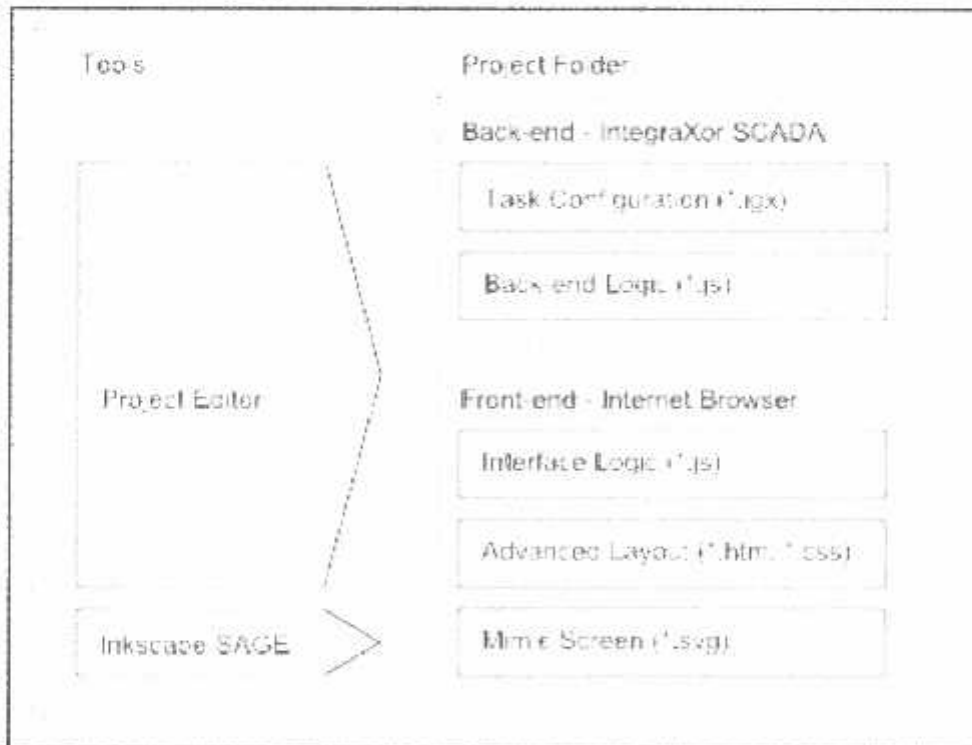 Tools
Project Folder
Back-end - IntegraXor SCADA
Task Configuration (*.igx)
Back-end Logic (*.js)
Project Editor
Front-end - Internet Browser
Interface Logic (*.js)
Advanced Layout (*.htm, *.css)
Inkscape SAGE
Mimic Screen (*.svg)